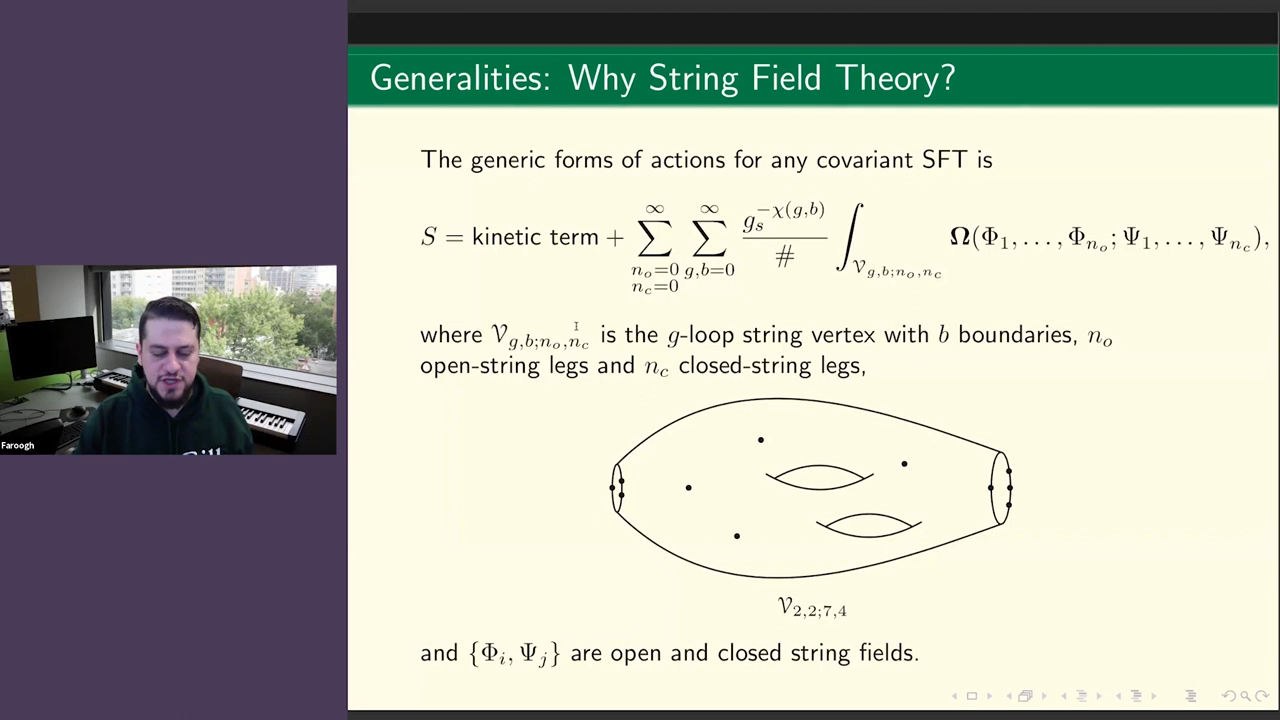 Generalities: Why String Field Theory?
The generic forms of actions for any covariant SFT is
S = kinetic term + ∑_{n_o=0, n_c=0}^{∞} ∑_{g,b=0}^{∞} g_s^{-χ(g,b)}/# ∫_{𝒱_{g,b;n_o,n_c}} Ω(Φ_1, …, Φ_{n_o}; Ψ_1, …, Ψ_{n_c}),
where 𝒱_{g,b;n_o,n_c} is the g-loop string vertex with b boundaries, n_o
open-string legs and n_c closed-string legs,
𝒱_{2,2;7,4}
and {Φ_i, Ψ_j} are open and closed string fields.
Faroogh